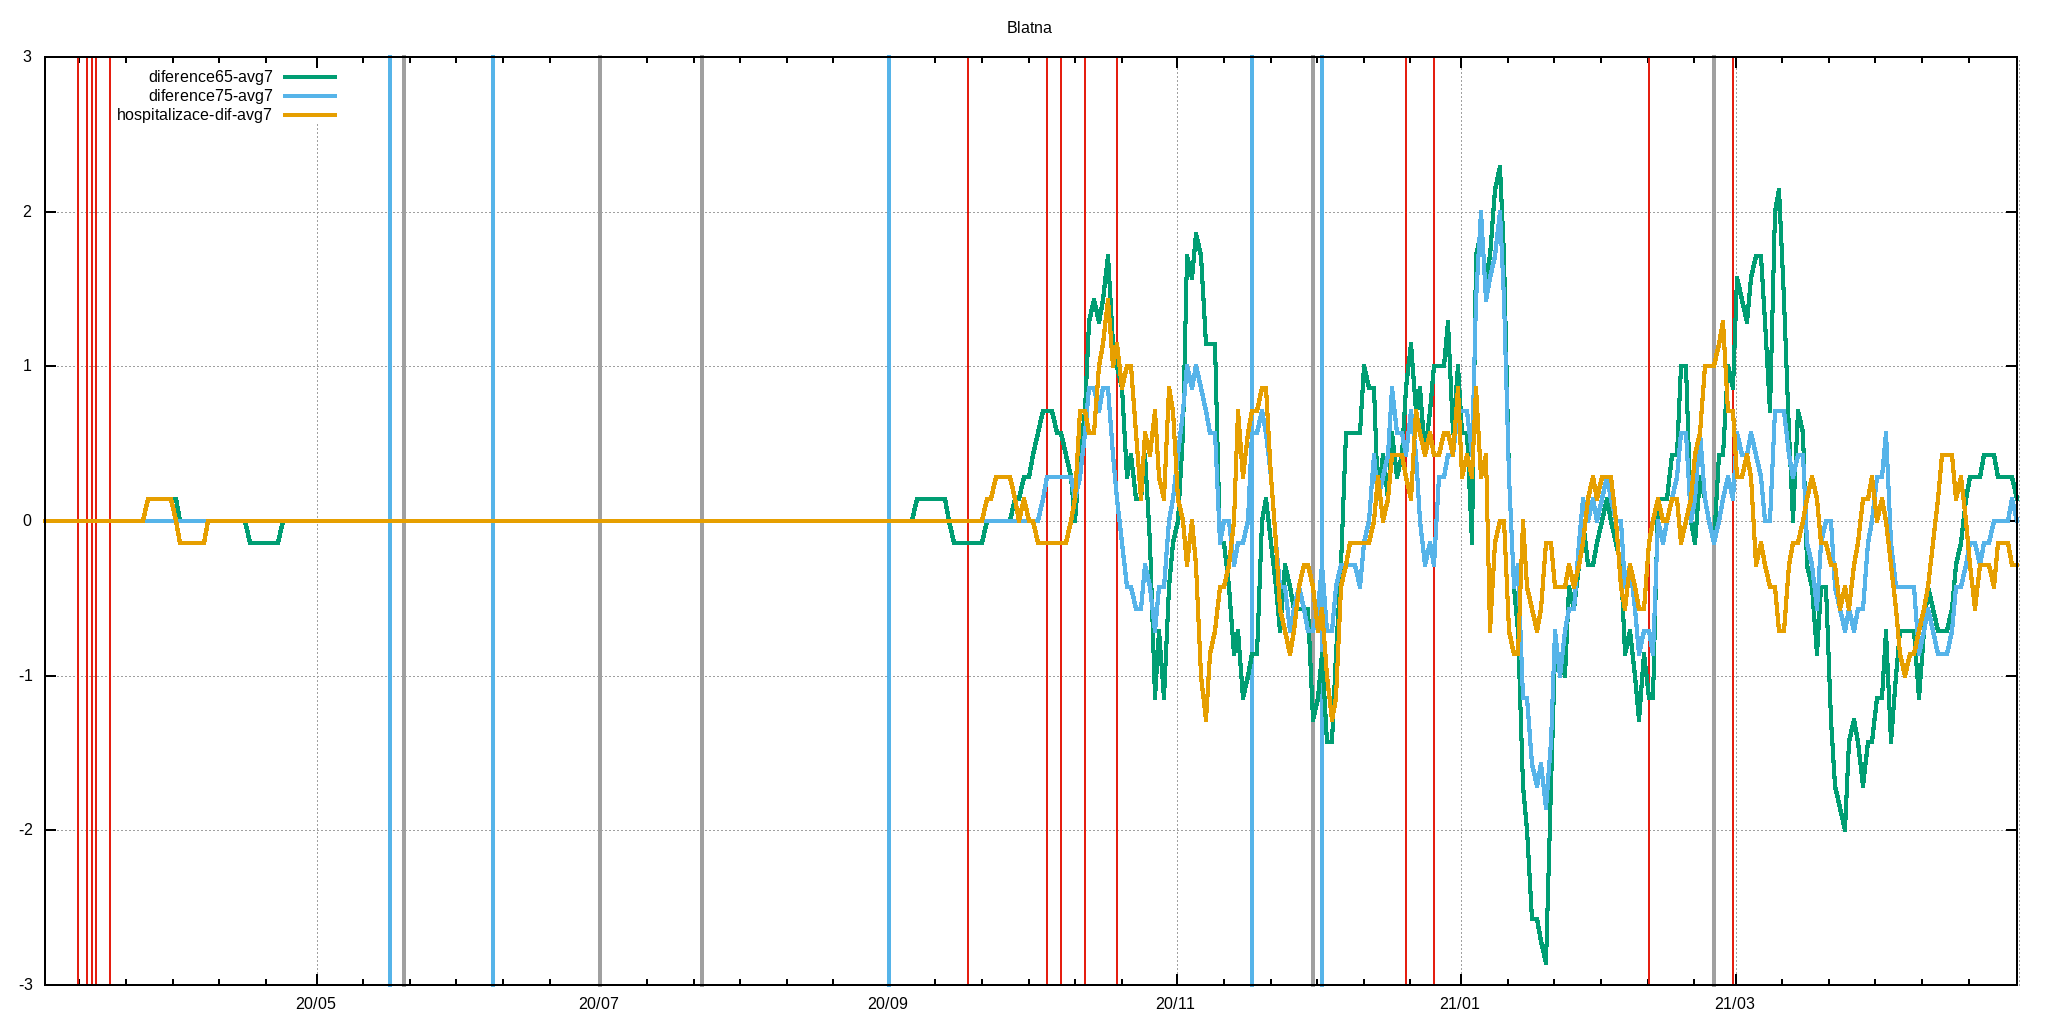 Blatna
3
diference65-avg7
diference75-avg7
hospitalizace-dif-avg7
2
1
0
-1
-2
-3
20/05 20/07 20/09 20/11 21/01 21/03